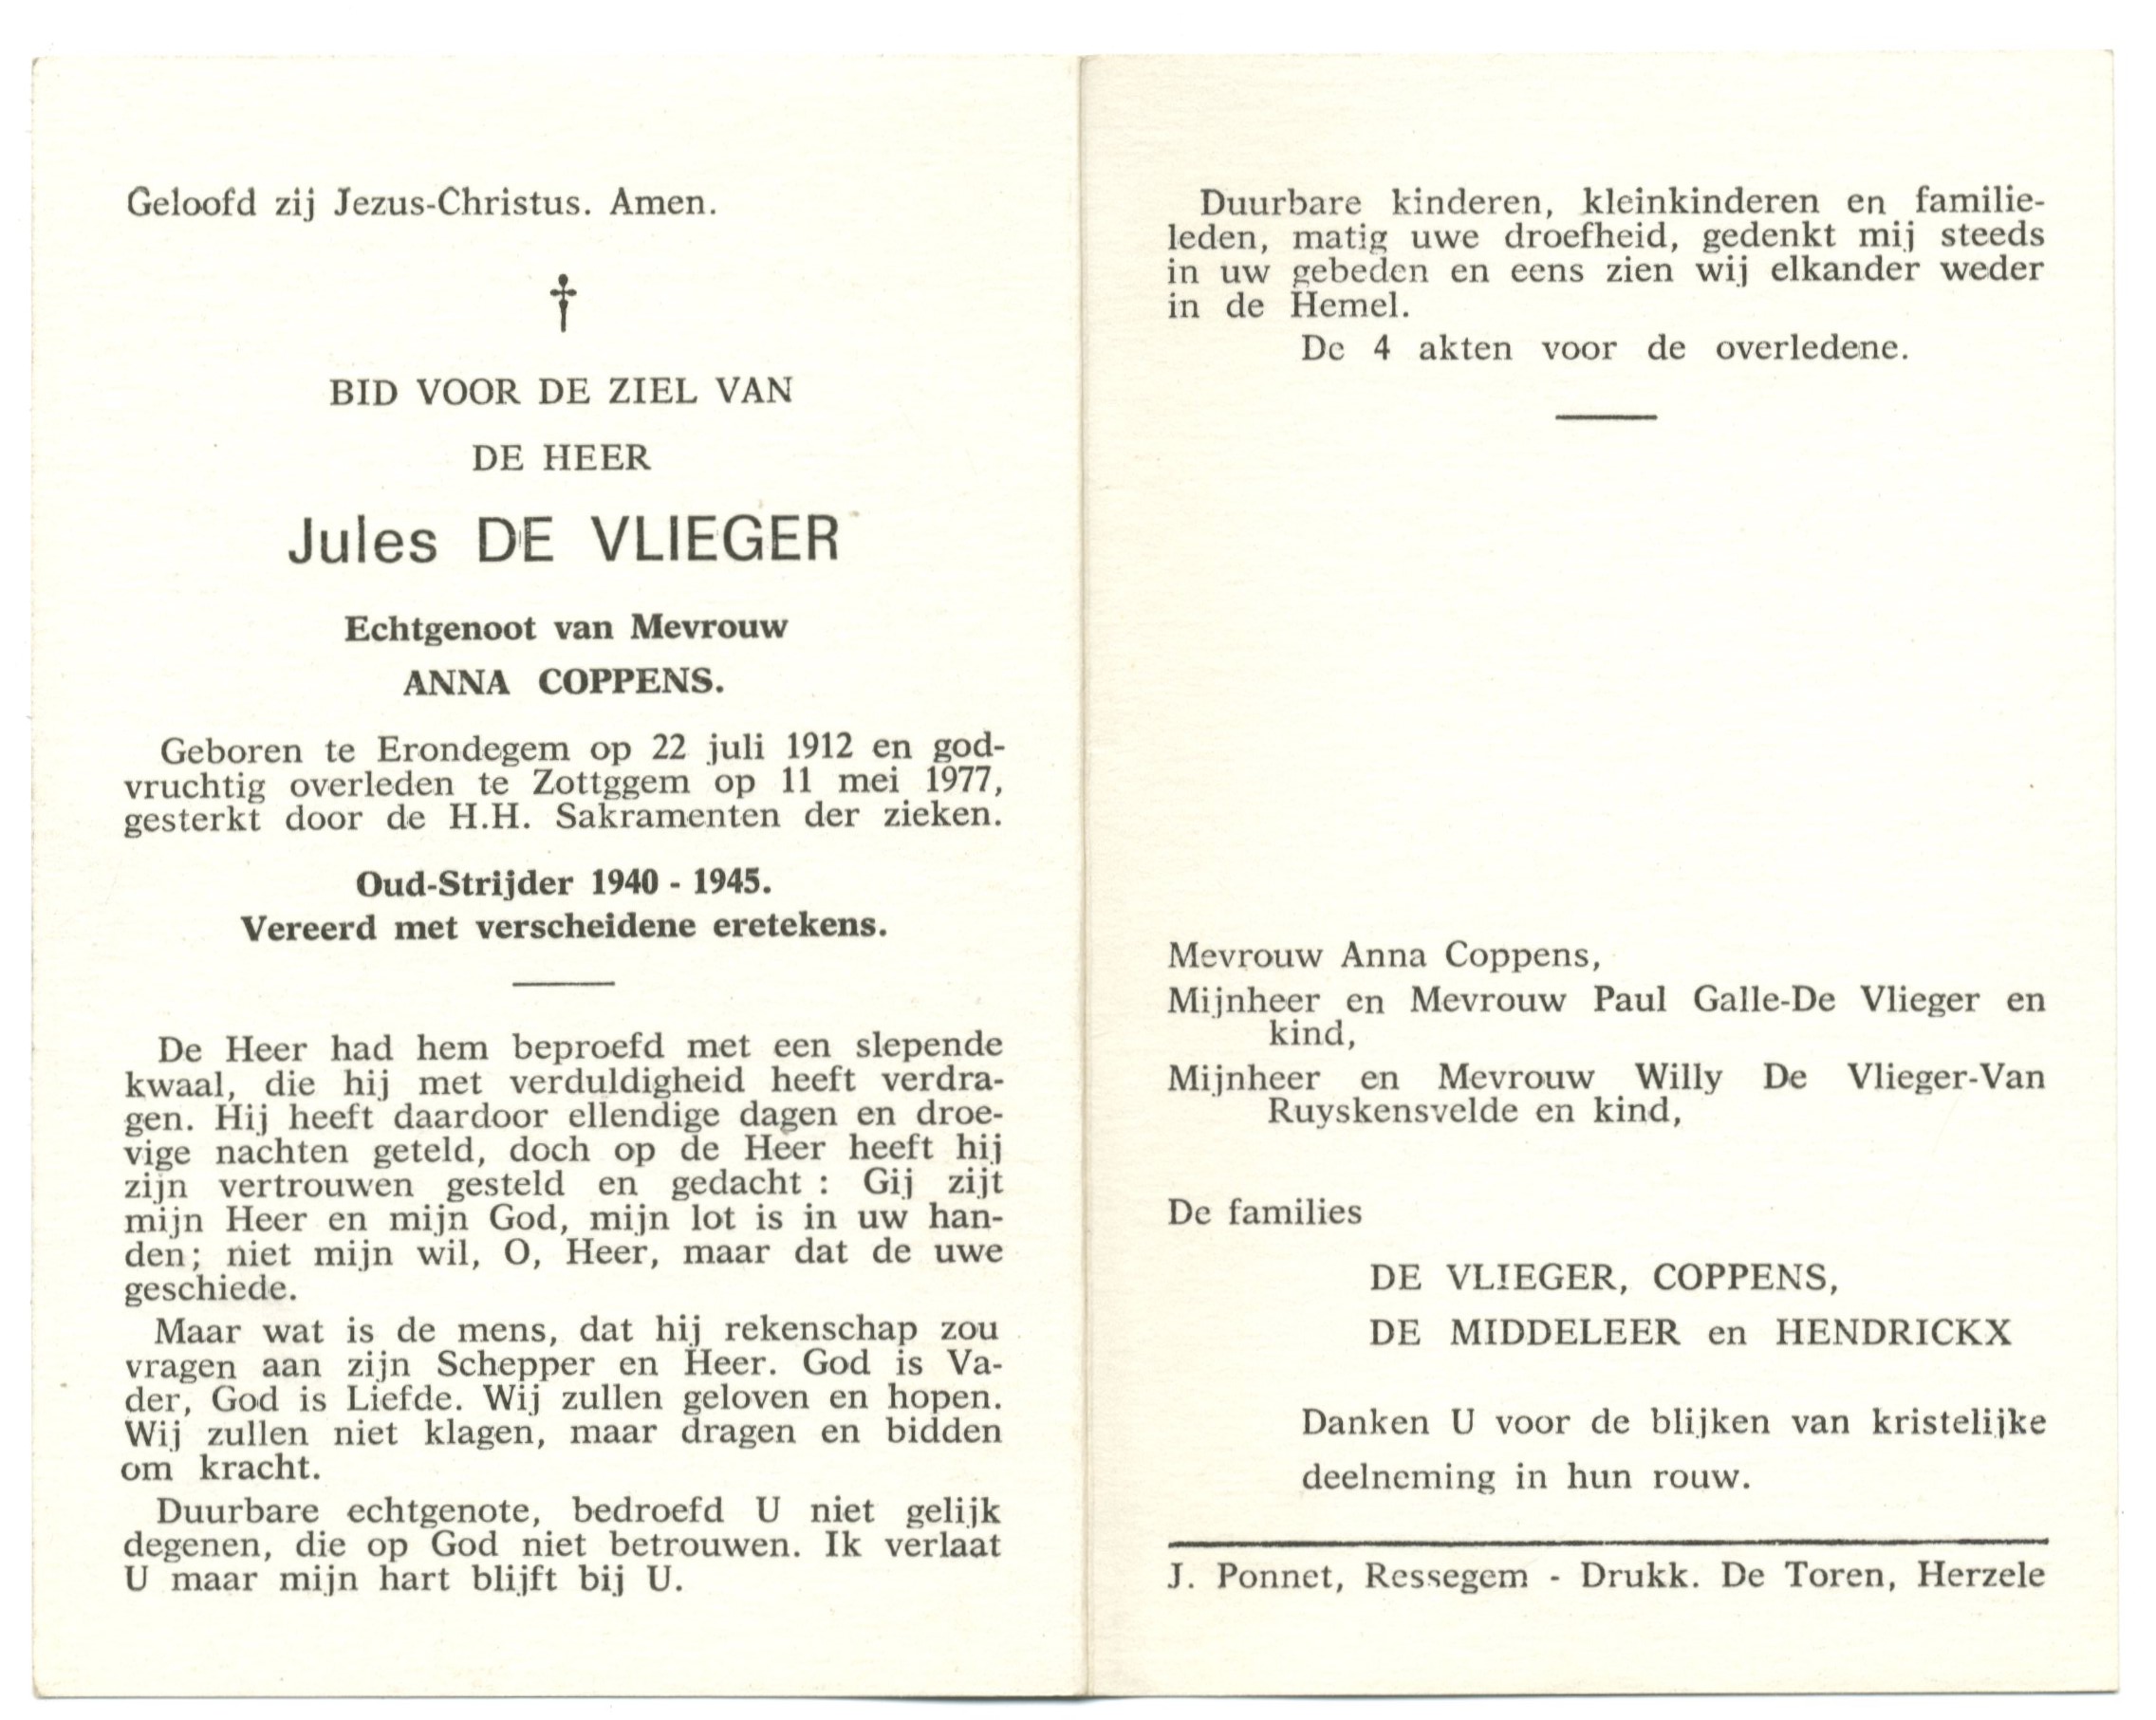 Geloofd zij Jezus-Christus. Amen.
BID VOOR DE ZIEL VAN
DE HEER
Jules DE VLIEGER
Echtgenoot van Mevrouw
ANNA COPPENS.
Geboren te Erondegem op 22 juli 1912 en god-
vruchtig overleden te Zottggem op 11 mei 1977,
gesterkt door de H.H. Sakramenten der zieken.
Oud-Strijder 1940 - 1945.
Vereerd met verscheidene eretekens.
De Heer had hem beproefd met een slepende
kwaal, die hij met verduldigheid heeft verdra-
gen. Hij heeft daardoor ellendige dagen en droe-
vige nachten geteld, doch op de Heer heeft hij
zijn vertrouwen gesteld en gedacht : Gij zijt
mijn Heer en mijn God, mijn lot is in uw han-
den; niet mijn wil, O, Heer, maar dat de uwe
geschiede.
Maar wat is de mens, dat hij rekenschap zou
vragen aan zijn Schepper en Heer. God is Va-
der, God is Liefde. Wij zullen geloven en hopen.
Wij zullen niet klagen, maar dragen en bidden
om kracht.
Duurbare echtgenote, bedroefd U niet gelijk
degenen, die op God niet betrouwen. Ik verlaat
U maar mijn hart blijft bij U.
Duurbare kinderen, kleinkinderen en familie-
leden, matig uwe droefheid, gedenkt mij steeds
in uw gebeden en eens zien wij elkander weder
in de Hemel.
De 4 akten voor de overledene.
Mevrouw Anna Coppens,
Mijnheer en Mevrouw Paul Galle-De Vlieger en
kind,
Mijnheer en Mevrouw Willy De Vlieger-Van
Ruyskensvelde en kind,
De families
DE VLIEGER, COPPENS,
DE MIDDELEER en HENDRICKX
Danken U voor de blijken van kristelijke
deelneming in hun rouw.
J. Ponnet, Ressegem - Drukk. De Toren, Herzele